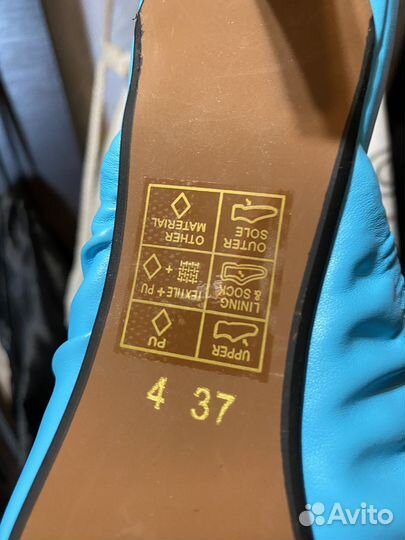 UPPER
PU
LINING
& SOCK
TEXTILE + PU
OUTER
SOLE
OTHER
MATERIAL
4 37
Avito